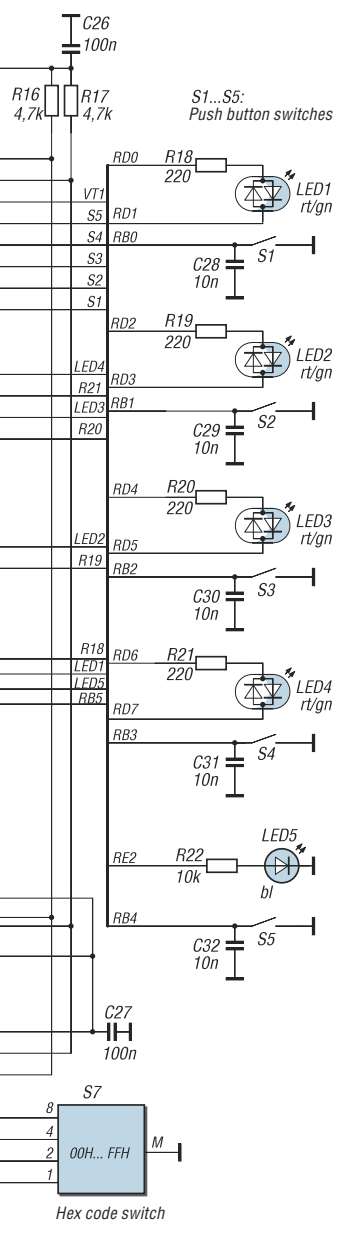 C26
100n
R16 R17
4,7k 4,7k
S1...S5:
Push button switches
RD0 R18
220
LED1
rt/gn
VT1
S5 RD1
S4 RB0
S3
S2
S1
C28
10n
S1
RD2 R19
220
LED2
rt/gn
LED4
RD3
R21
LED3 RB1
R20
C29
10n
S2
RD4 R20
220
LED3
rt/gn
LED2 RD5
R19
RB2
C30
10n
S3
R18 RD6 R21
220
LED1
LED5
RB5
LED4
rt/gn
RD7
RB3
C31
10n
S4
LED5
RE2 R22
10k
bl
RB4
C32
10n
S5
C27
100n
S7
8
4
2
1
00H... FFH
M
Hex code switch